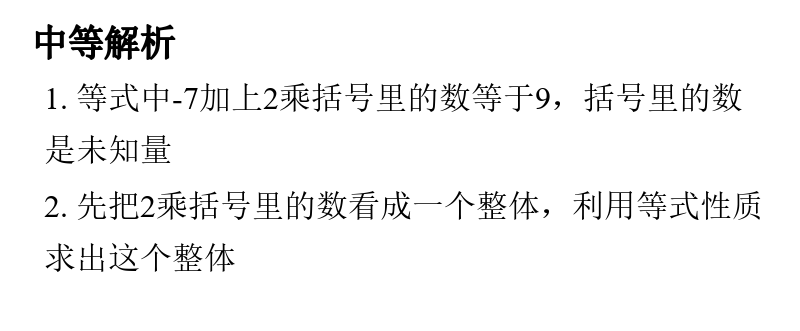 中等解析
1. 等式中-7加上2乘括号里的数等于9，括号里的数
是未知量
2. 先把2乘括号里的数看成一个整体，利用等式性质
求出这个整体